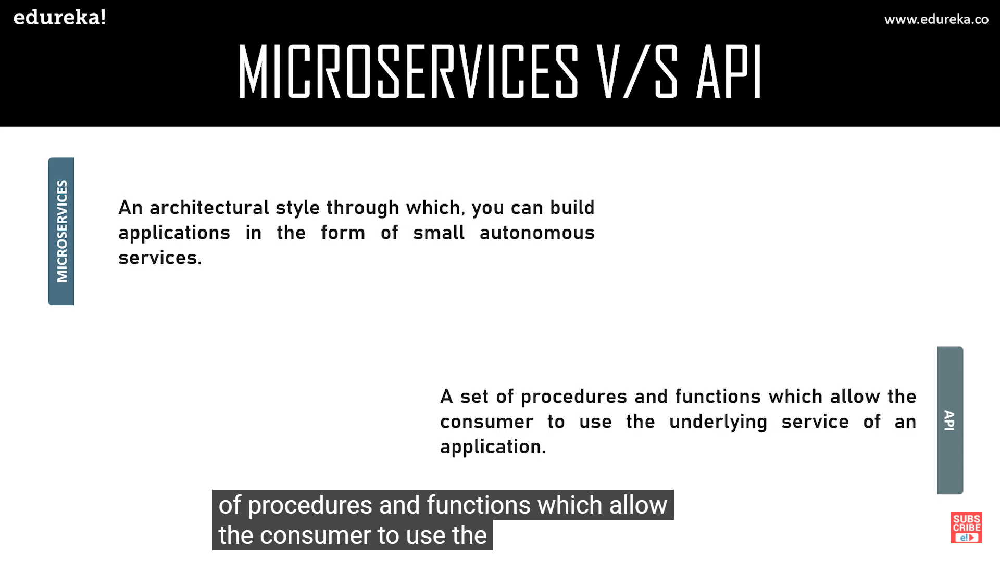 edureka!
www.edureka.co
MICROSERVICES V/S API
MICROSERVICES
An architectural style through which, you can build
applications in the form of small autonomous
services.
A set of procedures and functions which allow the
consumer to use the underlying service of an
application.
API
of procedures and functions which allow
the consumer to use the
SUBS
CRIBE
e!